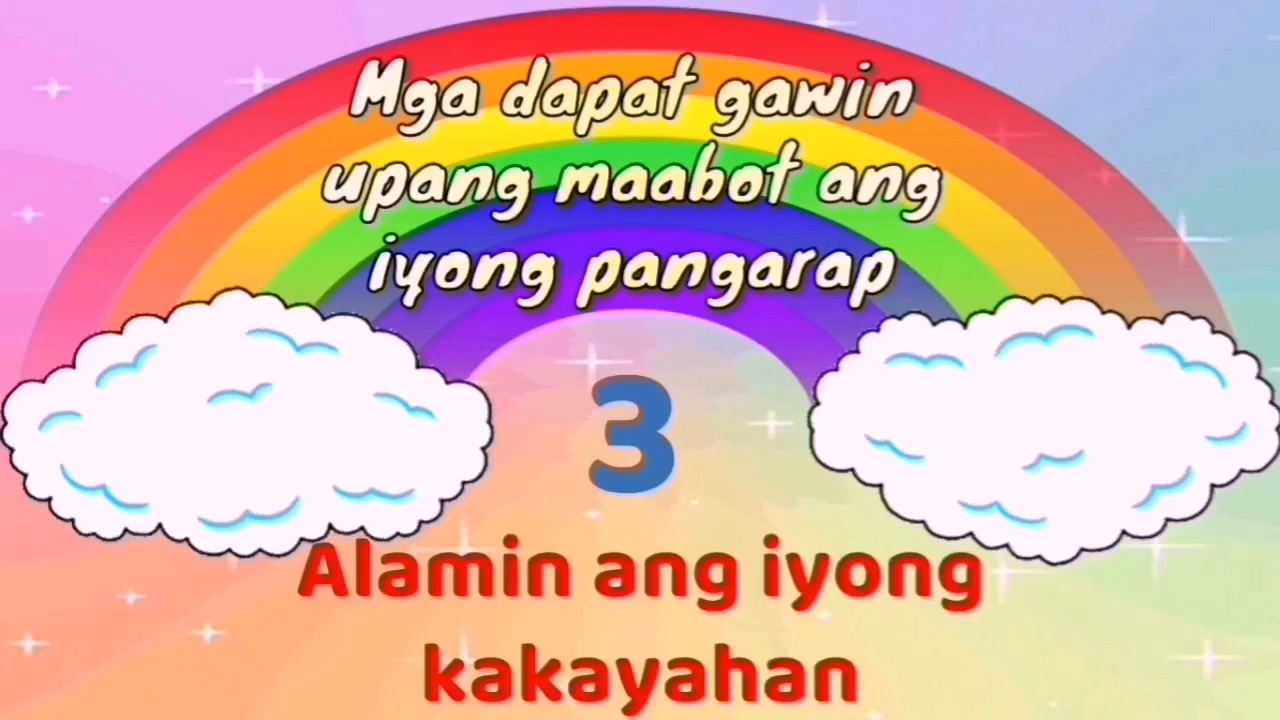 Mga dapat gawin
upang maabot ang
iyong pangarap
3
Alamin ang iyong
kakayahan